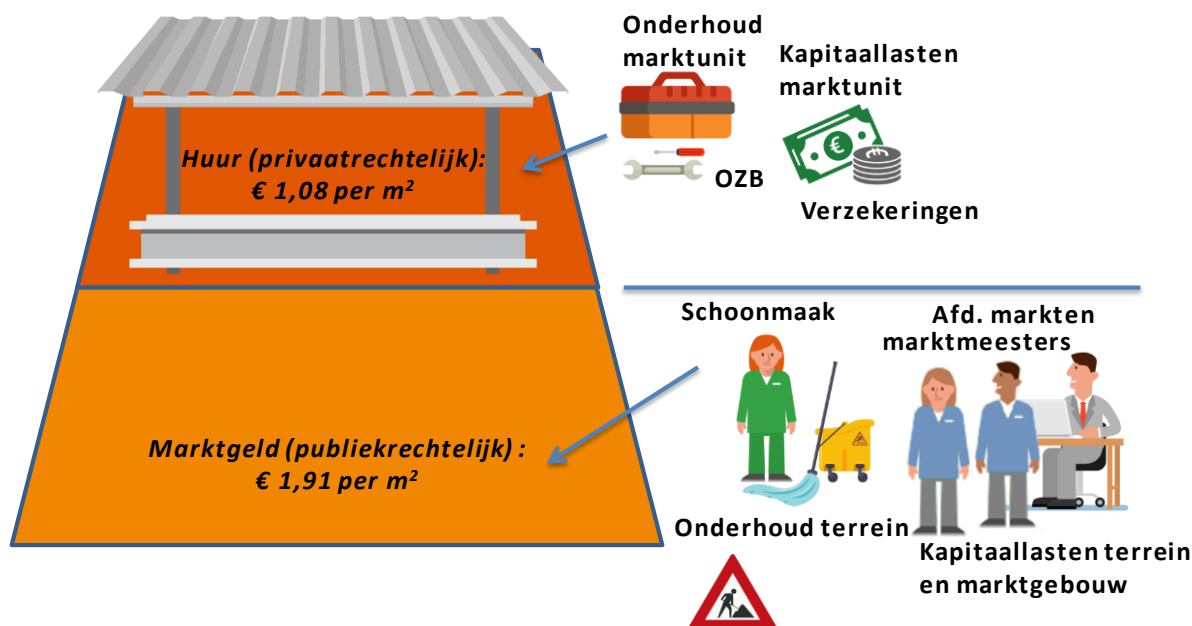 Onderhoud
marktunit
Kapitaallasten
marktunit
Huur (privaatrechtelijk):
€ 1,08 per m²
OZB
€
Verzekeringen
Schoonmaak
Afd. markten
marktmeesters
Marktgeld (publiekrechtelijk) :
€ 1,91 per m²
Onderhoud terrein
Kapitaallasten terrein
en marktgebouw